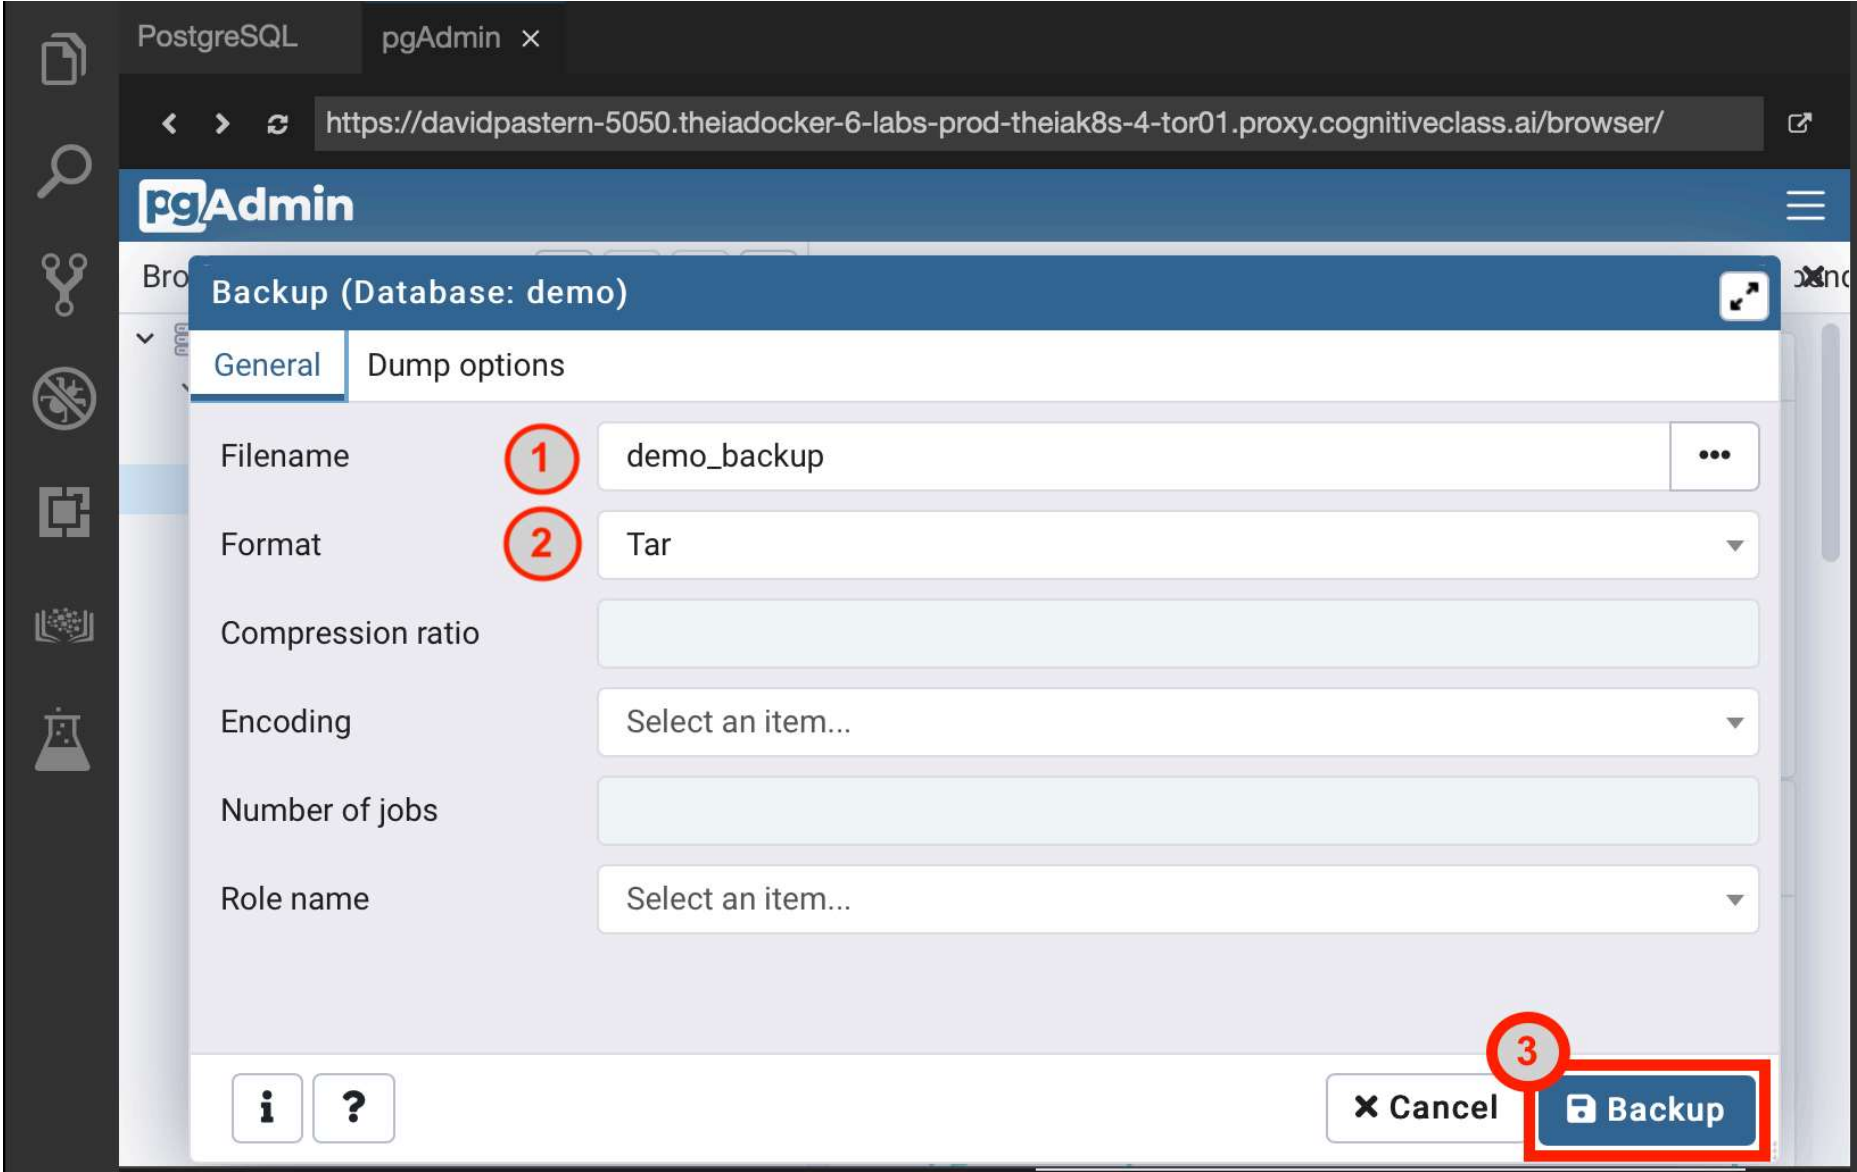 PostgreSQL
pgAdmin
https://davidpastern-5050.theiadocker-6-labs-prod-theiak8s-4-tor01.proxy.cognitiveclass.ai/browser/
pgAdmin
Bro
Backup (Database: demo)
General Dump options
Filename 1 demo_backup
Format 2 Tar
Compression ratio
Encoding Select an item...
Number of jobs
Role name Select an item...
3
i ? Cancel Backup